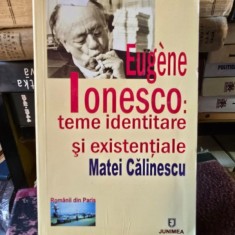 Eugène
Ionesco:
teme identitare
și existențiale
Matei Călinescu
Românii din Paris
JUNIMEA